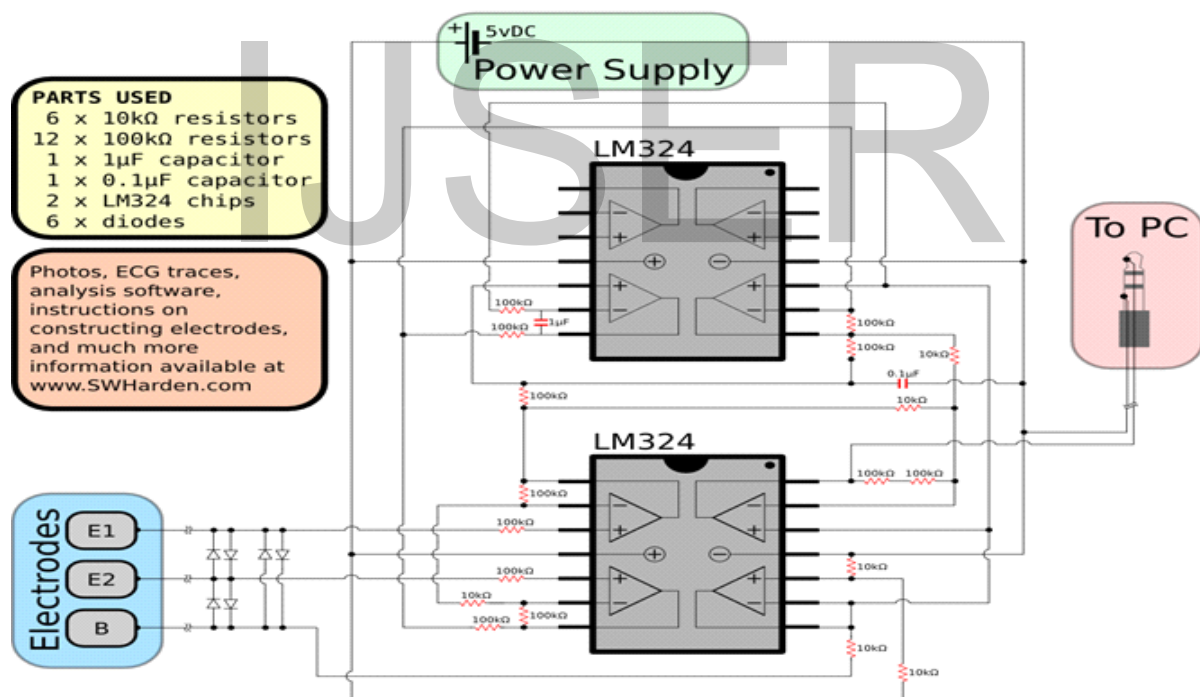 +
5vDC
Power Supply
IJSER
PARTS USED
6 x 10kΩ resistors
12 x 100kΩ resistors
1 x 1µF capacitor
1 x 0.1µF capacitor
2 x LM324 chips
6 x diodes
Photos, ECG traces,
analysis software,
instructions on
constructing electrodes,
and much more
information available at
www.SWHarden.com
LM324
− −
+ +
+ −
+ +
− −
100kΩ
1µF
100kΩ
100kΩ
100kΩ
10kΩ
0.1µF
100kΩ
10kΩ
To PC
LM324
100kΩ 100kΩ
100kΩ
− −
+ +
+ −
+ +
− −
100kΩ
100kΩ
10kΩ
10kΩ
100kΩ
100kΩ
10kΩ
10kΩ
Electrodes
E1
E2
B